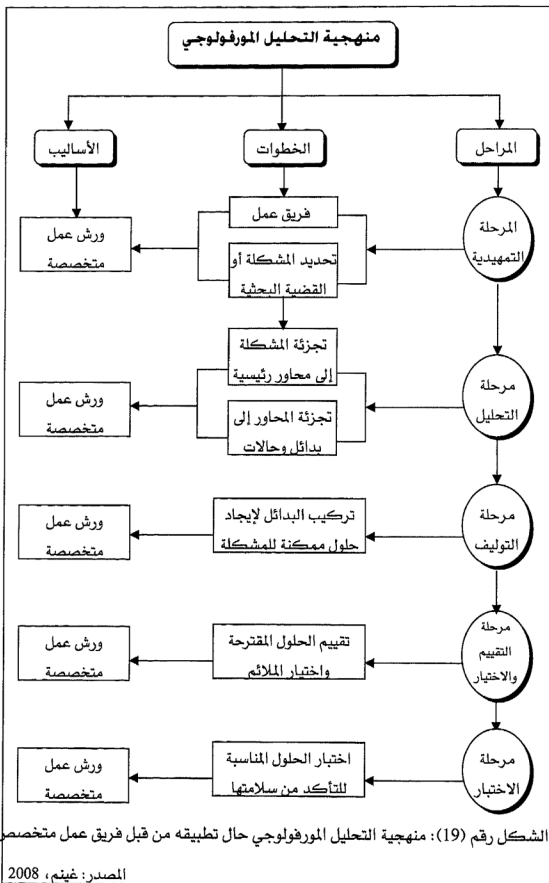 منهجية التحليل المورفولوجي
المراحل
الخطوات
الأساليب
المرحلة
التمهيدية
فريق عمل
تحديد المشكلة أو
القضية البحثية
ورش عمل
متخصصة
مرحلة
التحليل
تجزئة المشكلة
إلى محاور رئيسية
تجزئة المحاور إلى
بدائل وحالات
ورش عمل
متخصصة
مرحلة
التوليف
تركيب البدائل لإيجاد
حلول ممكنة للمشكلة
ورش عمل
متخصصة
مرحلة
التقييم
والاختيار
تقييم الحلول المقترحة
واختيار الملائم
ورش عمل
متخصصة
مرحلة
الاختبار
اختبار الحلول المناسبة
للتأكد من سلامتها
ورش عمل
متخصصة
الشكل رقم (19): منهجية التحليل المورفولوجي حال تطبيقه من قبل فريق عمل متخصص
المصدر: غينم، 2008